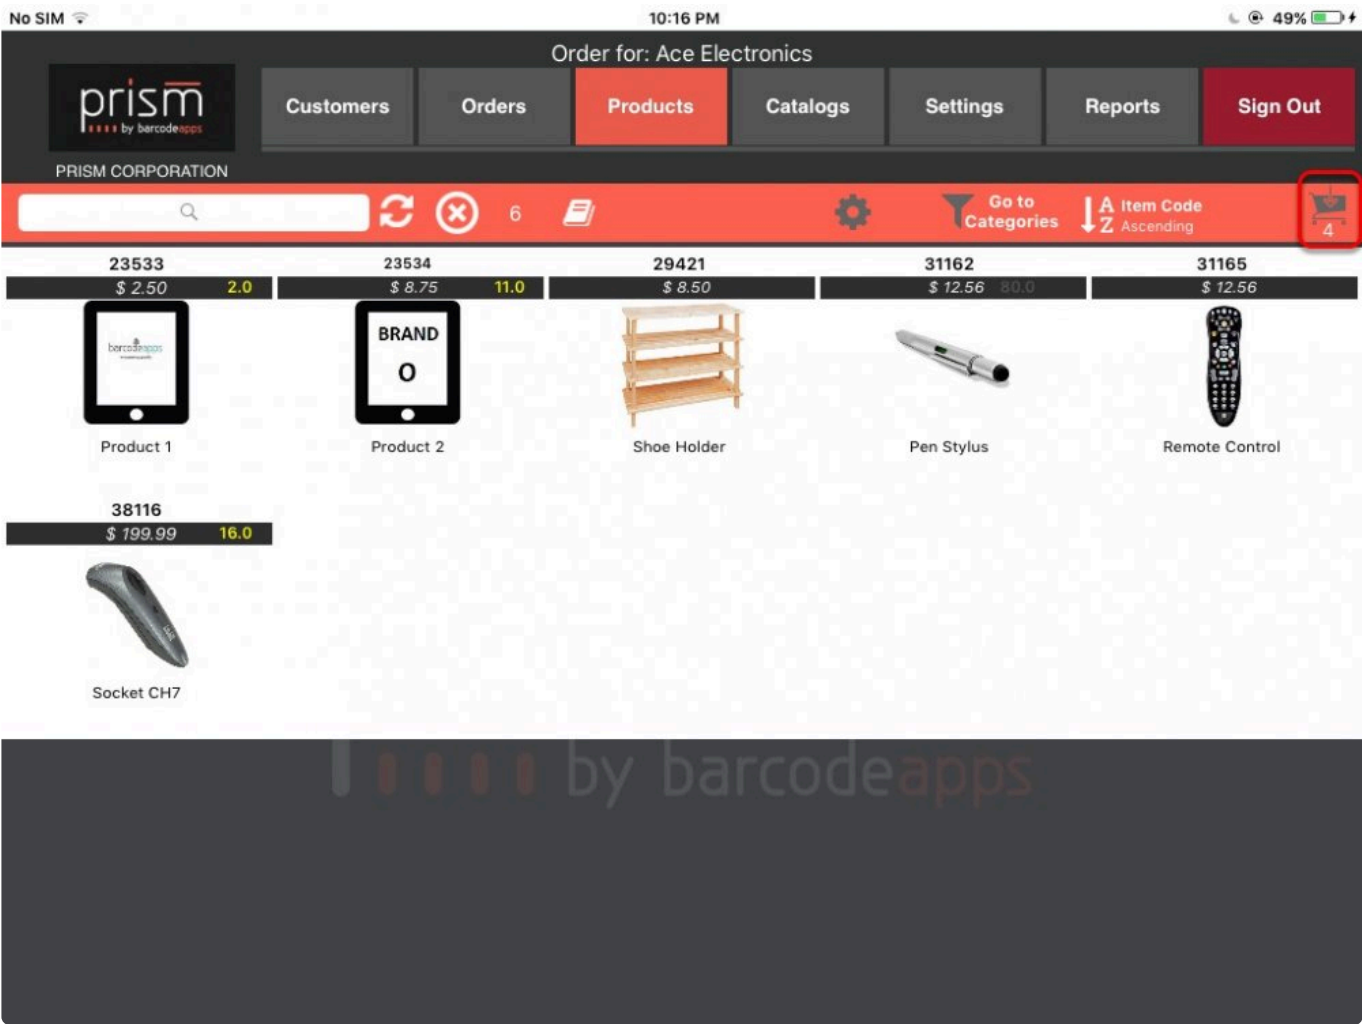 No SIM 10:16 PM 49%
Order for: Ace Electronics
prism
by barcodeapps
Customers Orders Products Catalogs Settings Reports Sign Out
PRISM CORPORATION
6 Go to Categories A Z Item Code Ascending 4
23533 23534 29421 31162 31165
$ 2.50 2.0 $ 8.75 11.0 $ 8.50 $ 12.56 80.0 $ 12.56
barcodeapps
BRAND
O
Product 1 Product 2 Shoe Holder Pen Stylus Remote Control
38116
$ 199.99 16.0
Socket CH7
by barcodeapps